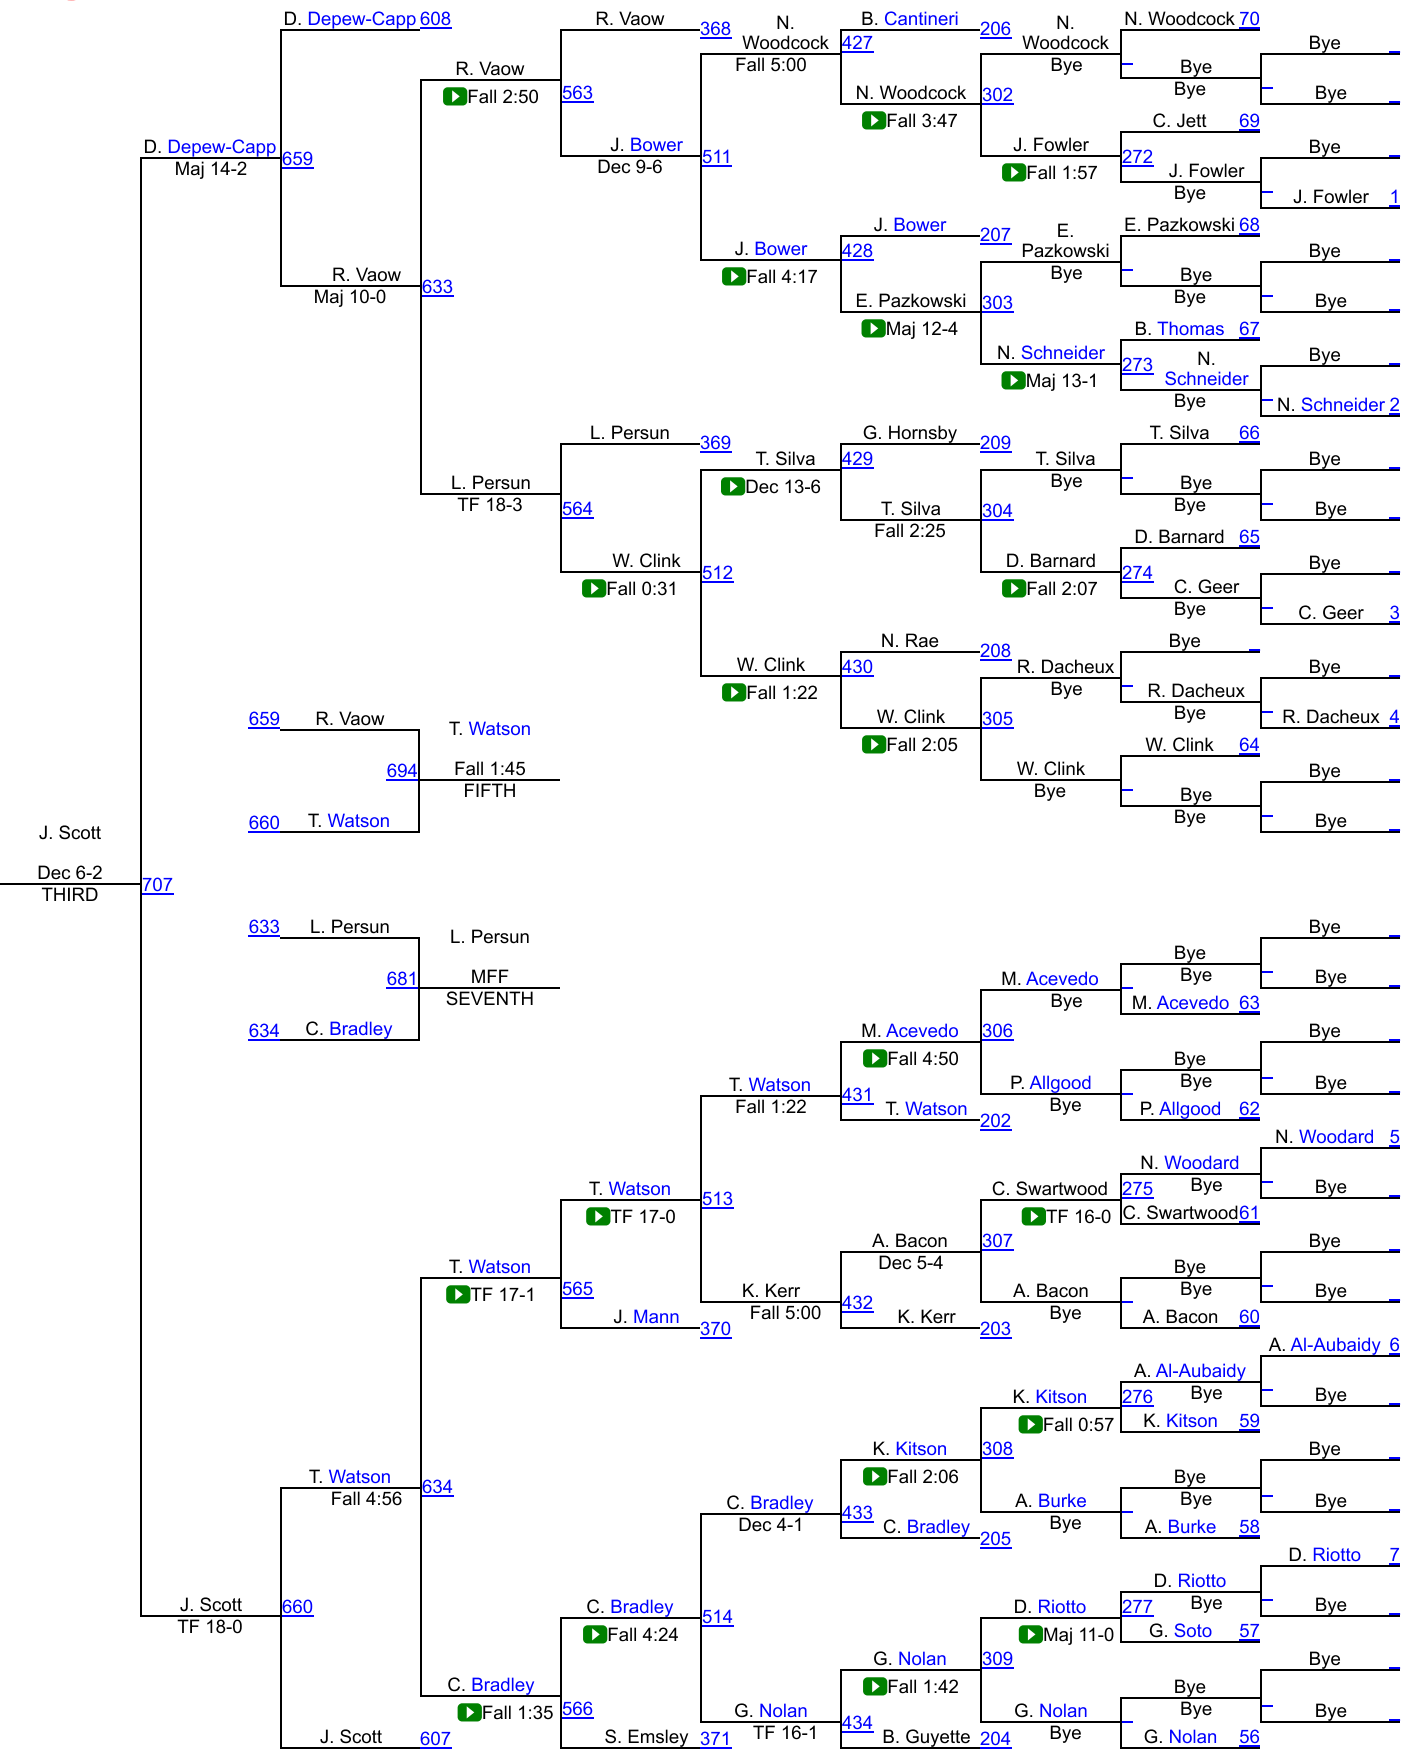 D. Depew-Capp 608
R. Vaow 368
N. Woodcock
427
Fall 5:00
B. Cantineri 206
N. Woodcock
Bye
N. Woodcock 70
Bye
Bye
Bye
Bye
R. Vaow
Fall 2:50
563
N. Woodcock 302
Fall 3:47
C. Jett 69
D. Depew-Capp 659
Maj 14-2
J. Bower 511
Dec 9-6
J. Fowler 272
Fall 1:57
J. Fowler
Bye
Bye
J. Fowler 1
J. Bower 428
Fall 4:17
J. Bower 207
E. Pazkowski
Bye
E. Pazkowski 68
Bye
Bye
Bye
Bye
R. Vaow 633
Maj 10-0
E. Pazkowski 303
Maj 12-4
B. Thomas 67
N. Schneider 273
Maj 13-1
N. Schneider
Bye
Bye
N. Schneider 2
L. Persun 369
T. Silva 429
Dec 13-6
G. Hornsby 209
T. Silva
Bye
T. Silva 66
Bye
Bye
Bye
Bye
L. Persun
TF 18-3
564
T. Silva 304
Fall 2:25
D. Barnard 65
W. Clink 512
Fall 0:31
D. Barnard 274
Fall 2:07
C. Geer
Bye
Bye
C. Geer 3
W. Clink 430
Fall 1:22
N. Rae 208
R. Dacheux
Bye
Bye
R. Dacheux
Bye
Bye
R. Dacheux 4
W. Clink 305
Fall 2:05
W. Clink 64
W. Clink
Bye
Bye
Bye
Bye
Bye
659 R. Vaow
T. Watson
694 Fall 1:45
FIFTH
660 T. Watson
J. Scott
Dec 6-2
THIRD
707
633 L. Persun
L. Persun
681 MFF
SEVENTH
634 C. Bradley
M. Acevedo
Bye
Bye
Bye
M. Acevedo 63
Bye
Bye
M. Acevedo 306
Fall 4:50
T. Watson 431
Fall 1:22
T. Watson 202
P. Allgood
Bye
Bye
Bye
P. Allgood 62
Bye
Bye
T. Watson 513
TF 17-0
C. Swartwood 275
TF 16-0
N. Woodard
Bye
C. Swartwood 61
N. Woodard 5
Bye
T. Watson
TF 17-1
565
K. Kerr 432
Fall 5:00
A. Bacon 307
Dec 5-4
K. Kerr 203
A. Bacon
Bye
Bye
Bye
A. Bacon 60
Bye
Bye
J. Mann 370
K. Kitson 276
Fall 0:57
A. Al-Aubaidy
Bye
K. Kitson 59
A. Al-Aubaidy 6
Bye
T. Watson 634
Fall 4:56
C. Bradley 433
Dec 4-1
K. Kitson 308
Fall 2:06
C. Bradley 205
A. Burke
Bye
Bye
Bye
A. Burke 58
Bye
Bye
J. Scott 660
TF 18-0
C. Bradley 514
Fall 4:24
D. Riotto 277
Maj 11-0
D. Riotto
Bye
G. Soto 57
D. Riotto 7
Bye
C. Bradley
Fall 1:35
566
G. Nolan 434
TF 16-1
G. Nolan 309
Fall 1:42
G. Nolan
Bye
Bye
Bye
G. Nolan 56
Bye
Bye
J. Scott 607
S. Emsley 371
B. Guyette 204